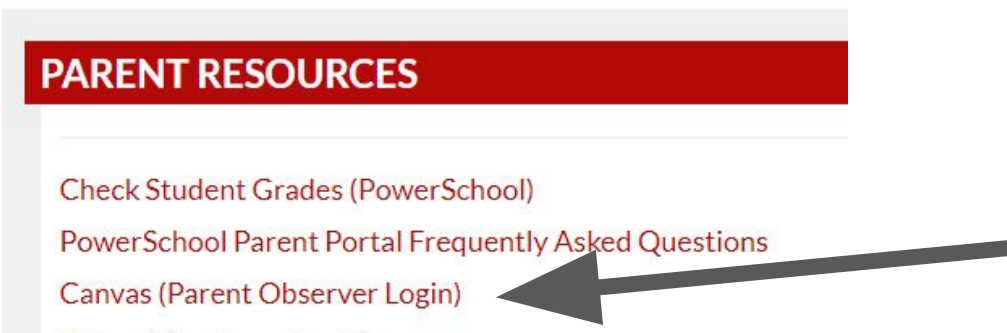 PARENT RESOURCES
Check Student Grades (PowerSchool)
PowerSchool Parent Portal Frequently Asked Questions
Canvas (Parent Observer Login)